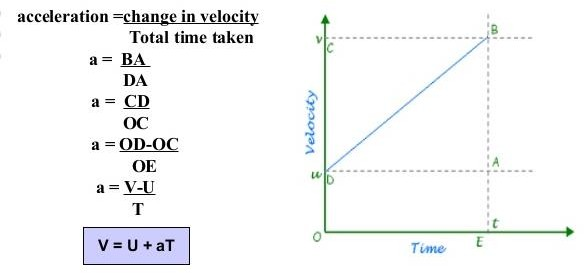 acceleration =change in velocity
Total time taken
a = BA
DA
a = CD
OC
a = OD-OC
OE
a = V-U
T
V = U + aT
v
C
B
Velocity
u
D
A
O
Time
E
t